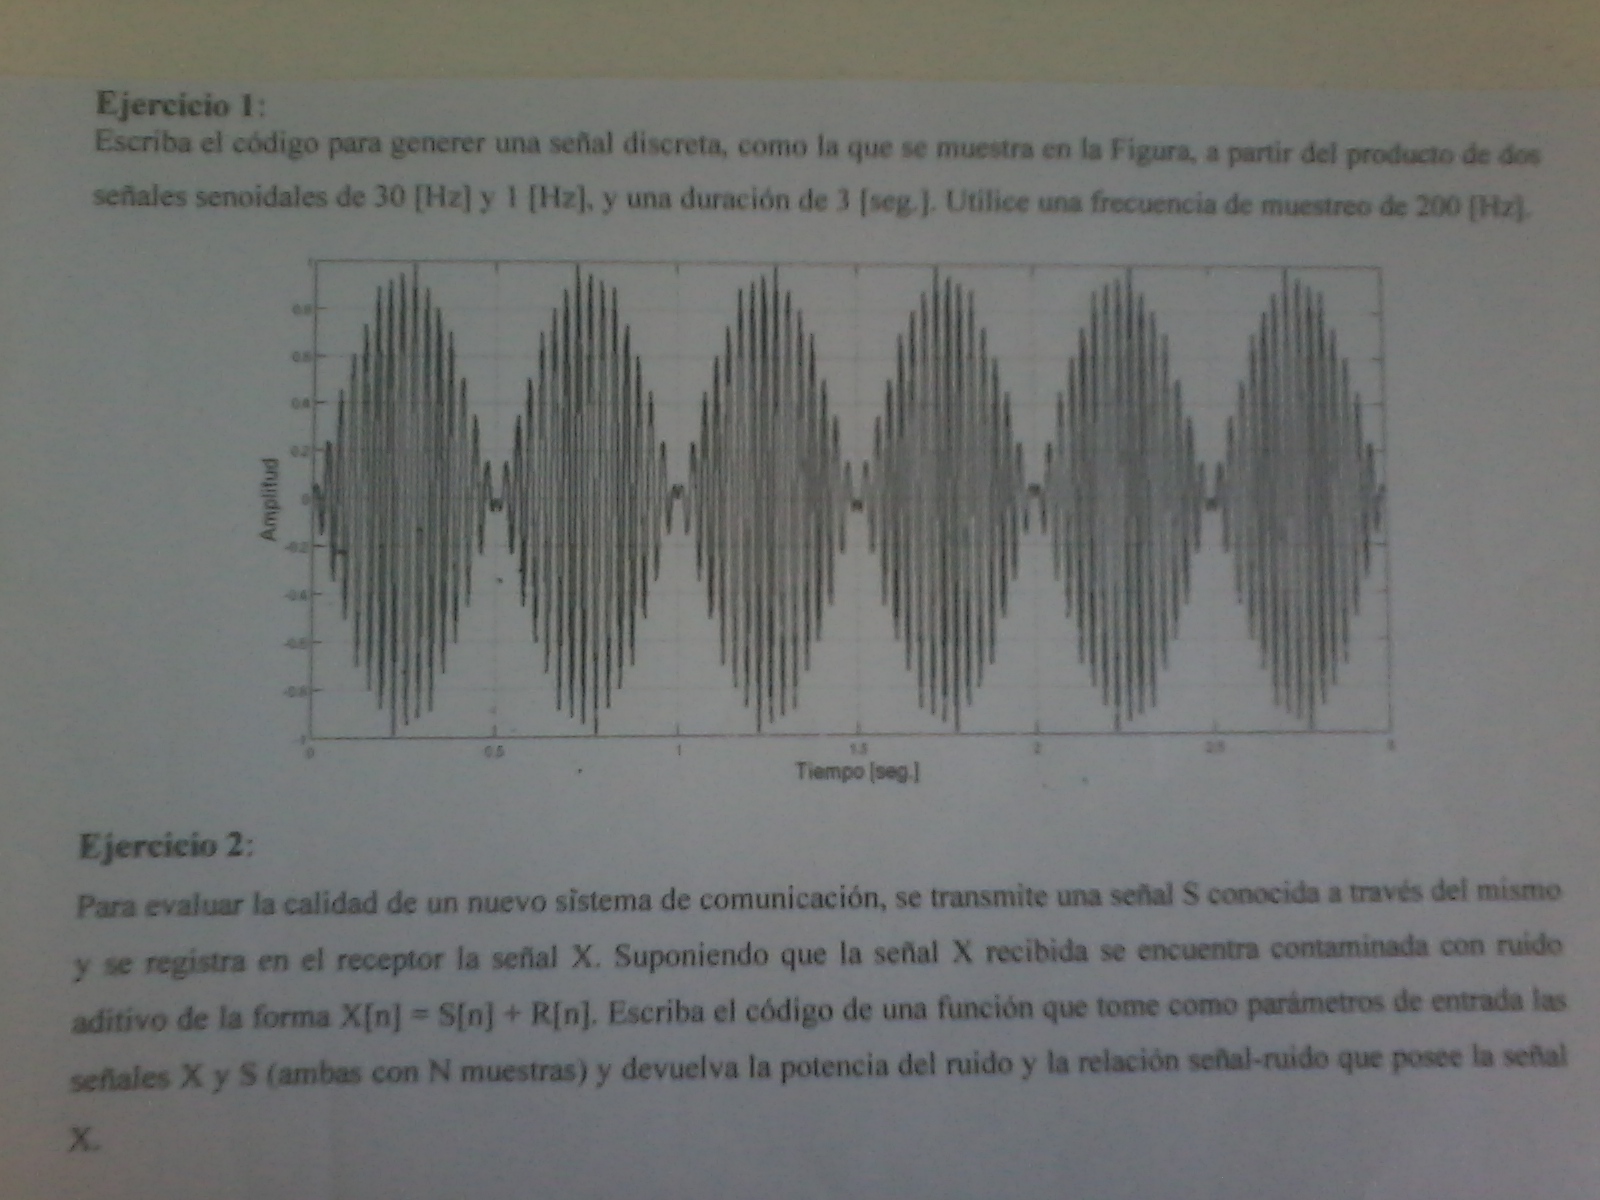 Ejercicio 1:
Escriba el código para generer una señal discreta, como la que se muestra en la Figura, a partir del producto de dos
señales senoidales de 30 [Hz] y 1 [Hz], y una duración de 3 [seg.]. Utilice una frecuencia de muestreo de 200 [Hz].
1
0.8
0.6
0.4
0.2
0
-0.2
-0.4
-0.6
-0.8
-1
Amplitud
0 0.5 1 1.5 2 2.5 3
Tiempo [seg.]
Ejercicio 2:
Para evaluar la calidad de un nuevo sistema de comunicación, se transmite una señal S conocida a través del mismo
y se registra en el receptor la señal X. Suponiendo que la señal X recibida se encuentra contaminada con ruido
aditivo de la forma X[n] = S[n] + R[n]. Escriba el código de una función que tome como parámetros de entrada las
señales X y S (ambas con N muestras) y devuelva la potencia del ruido y la relación señal-ruido que posee la señal
X.